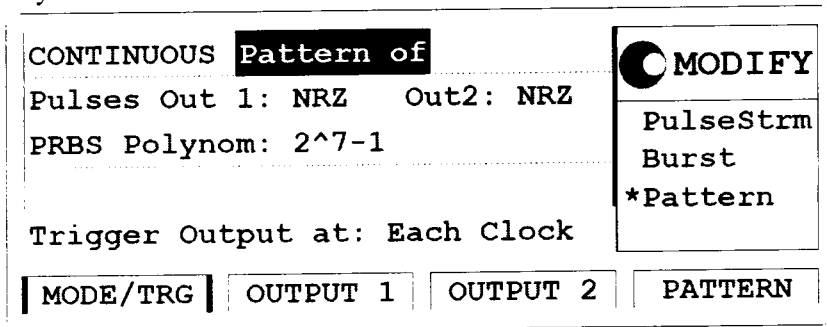 CONTINUOUS Pattern of
Pulses Out 1: NRZ Out2: NRZ
PRBS Polynom: 2^7-1
Trigger Output at: Each Clock
MODIFY
PulseStrm
Burst
*Pattern
MODE/TRG OUTPUT 1 OUTPUT 2 PATTERN